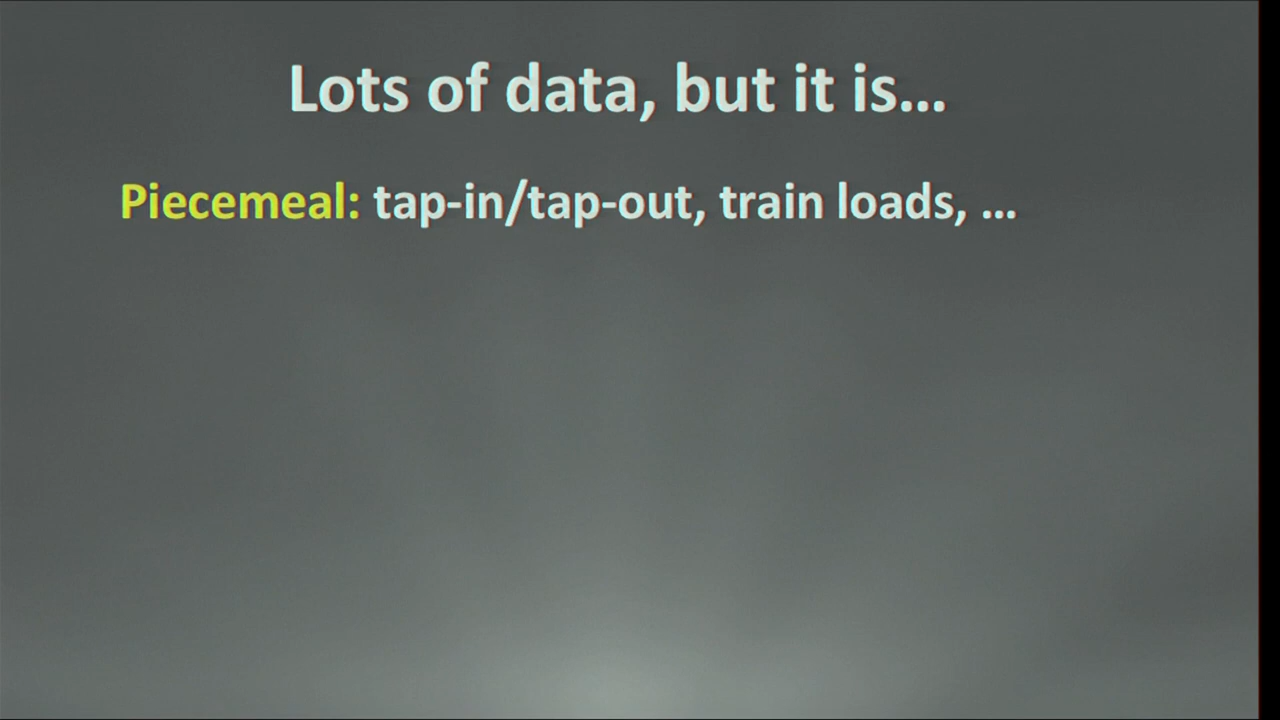 Lots of data, but it is...
Piecemeal: tap-in/tap-out, train loads, ...